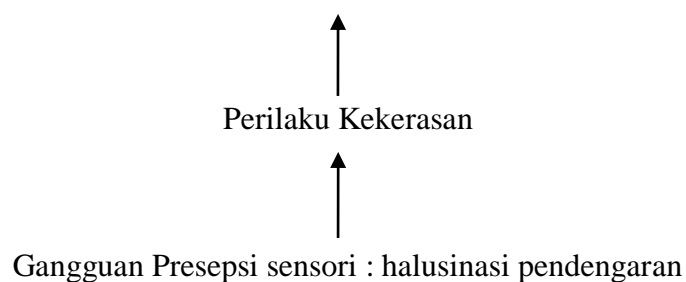 Perilaku Kekerasan
Gangguan Presepsi sensori : halusinasi pendengaran